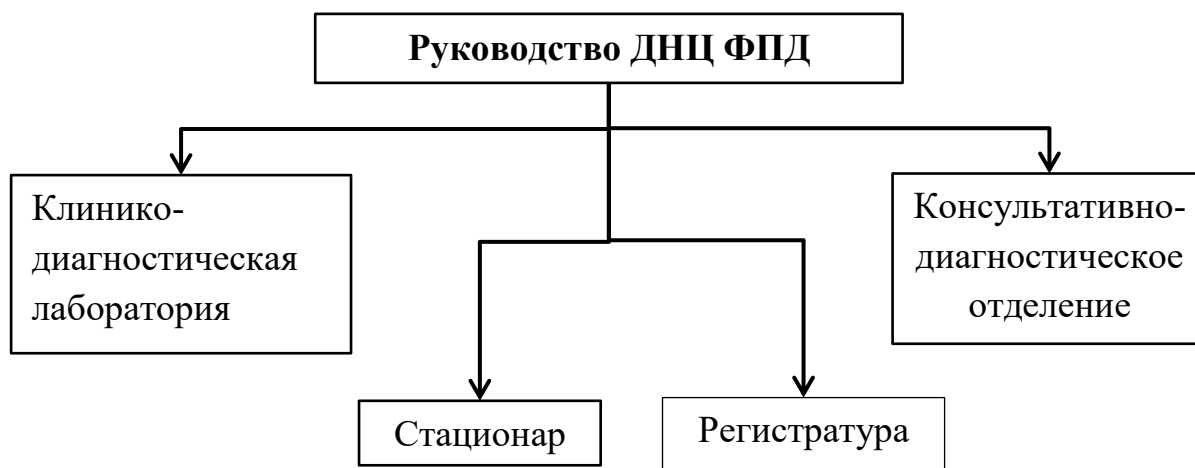 Руководство ДНЦ ФПД
Клинико-
диагностическая
лаборатория
Консультативно-
диагностическое
отделение
Стационар
Регистратура